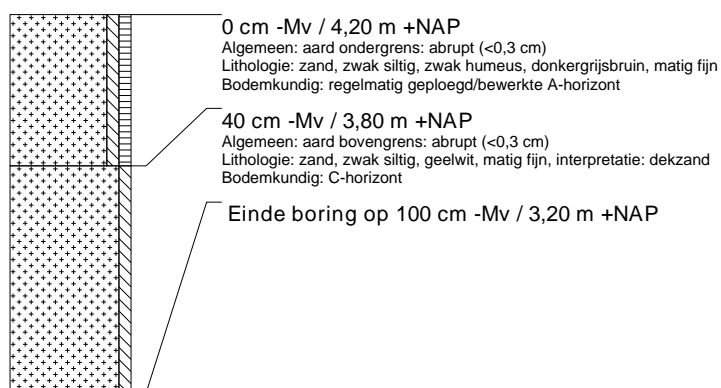 0 cm -Mv / 4,20 m +NAP
Algemeen: aard ondergrens: abrupt (<0,3 cm)
Lithologie: zand, zwak siltig, zwak humeus, donkergrijsbruin, matig fijn
Bodemkundig: regelmatig geploegd/bewerkte A-horizont
40 cm -Mv / 3,80 m +NAP
Algemeen: aard bovengrens: abrupt (<0,3 cm)
Lithologie: zand, zwak siltig, geelwit, matig fijn, interpretatie: dekzand
Bodemkundig: C-horizont
Einde boring op 100 cm -Mv / 3,20 m +NAP